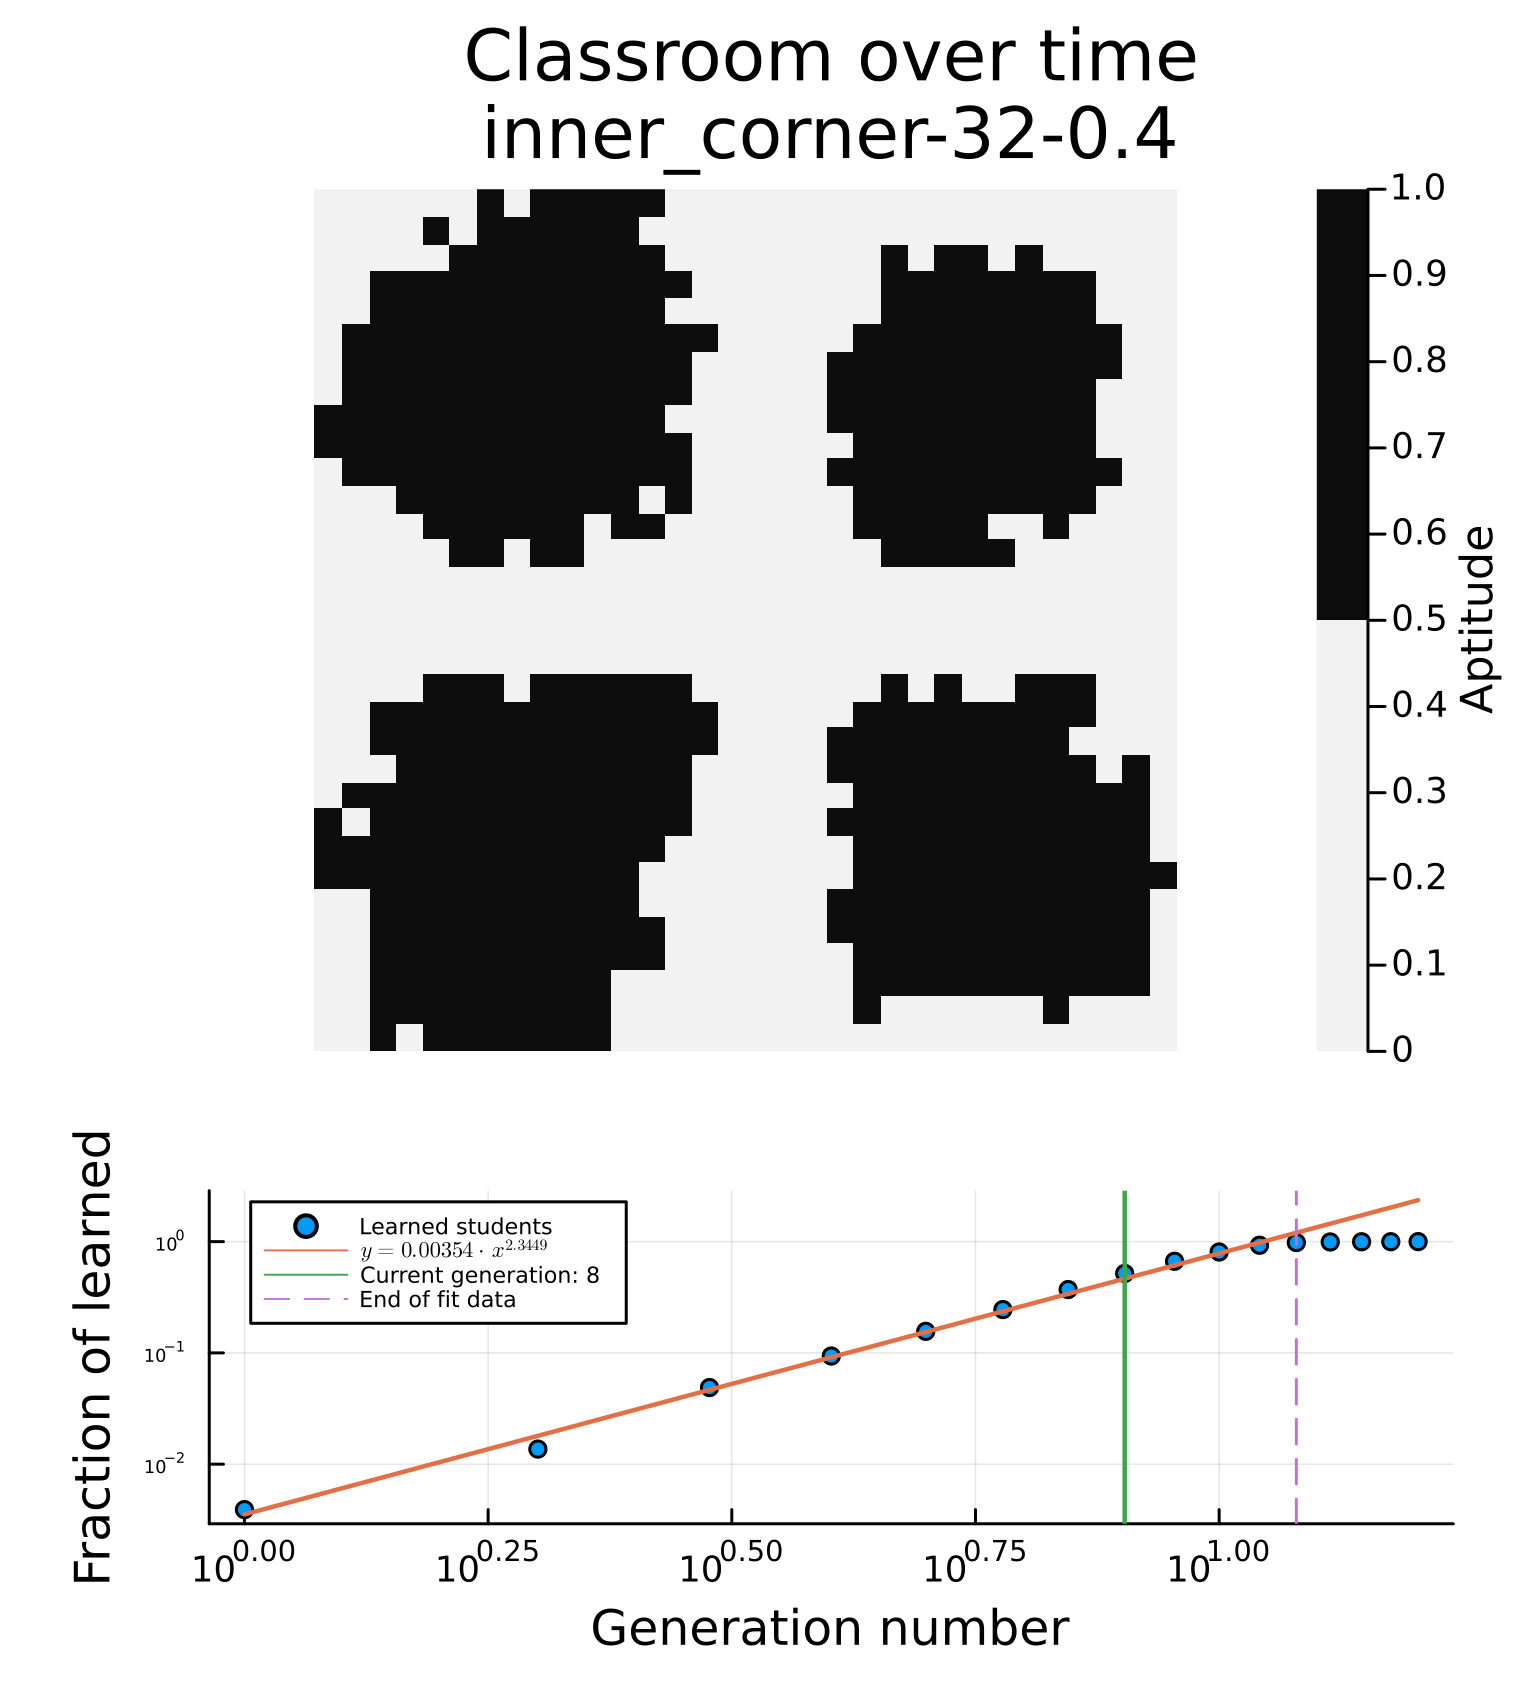 Classroom over time
inner_corner-32-0.4
1.0
0.9
0.8
0.7
0.6
0.5
0.4
0.3
0.2
0.1
0
Aptitude
Fraction of learned
10⁰
10⁻¹
10⁻²
Learned students
y = 0.00354 · x^2.3449
Current generation: 8
End of fit data
10^0.00 10^0.25 10^0.50 10^0.75 10^1.00
Generation number